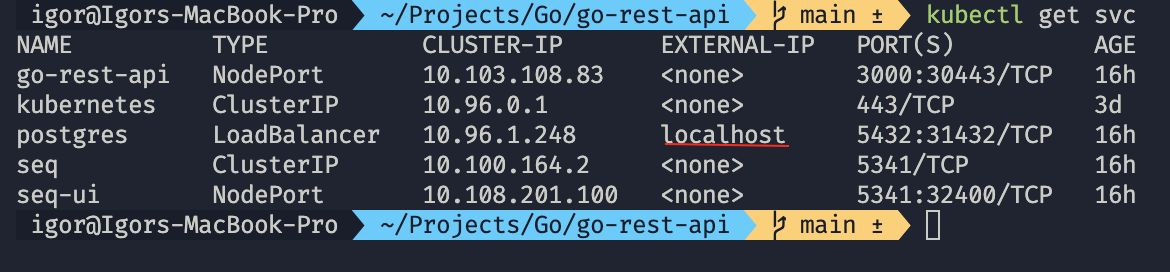 igor@Igors-MacBook-Pro ~/Projects/Go/go-rest-api main ± kubectl get svc
NAME TYPE CLUSTER-IP EXTERNAL-IP PORT(S) AGE
go-rest-api NodePort 10.103.108.83 <none> 3000:30443/TCP 16h
kubernetes ClusterIP 10.96.0.1 <none> 443/TCP 3d
postgres LoadBalancer 10.96.1.248 localhost 5432:31432/TCP 16h
seq ClusterIP 10.100.164.2 <none> 5341/TCP 16h
seq-ui NodePort 10.108.201.100 <none> 5341:32400/TCP 16h
igor@Igors-MacBook-Pro ~/Projects/Go/go-rest-api main ±